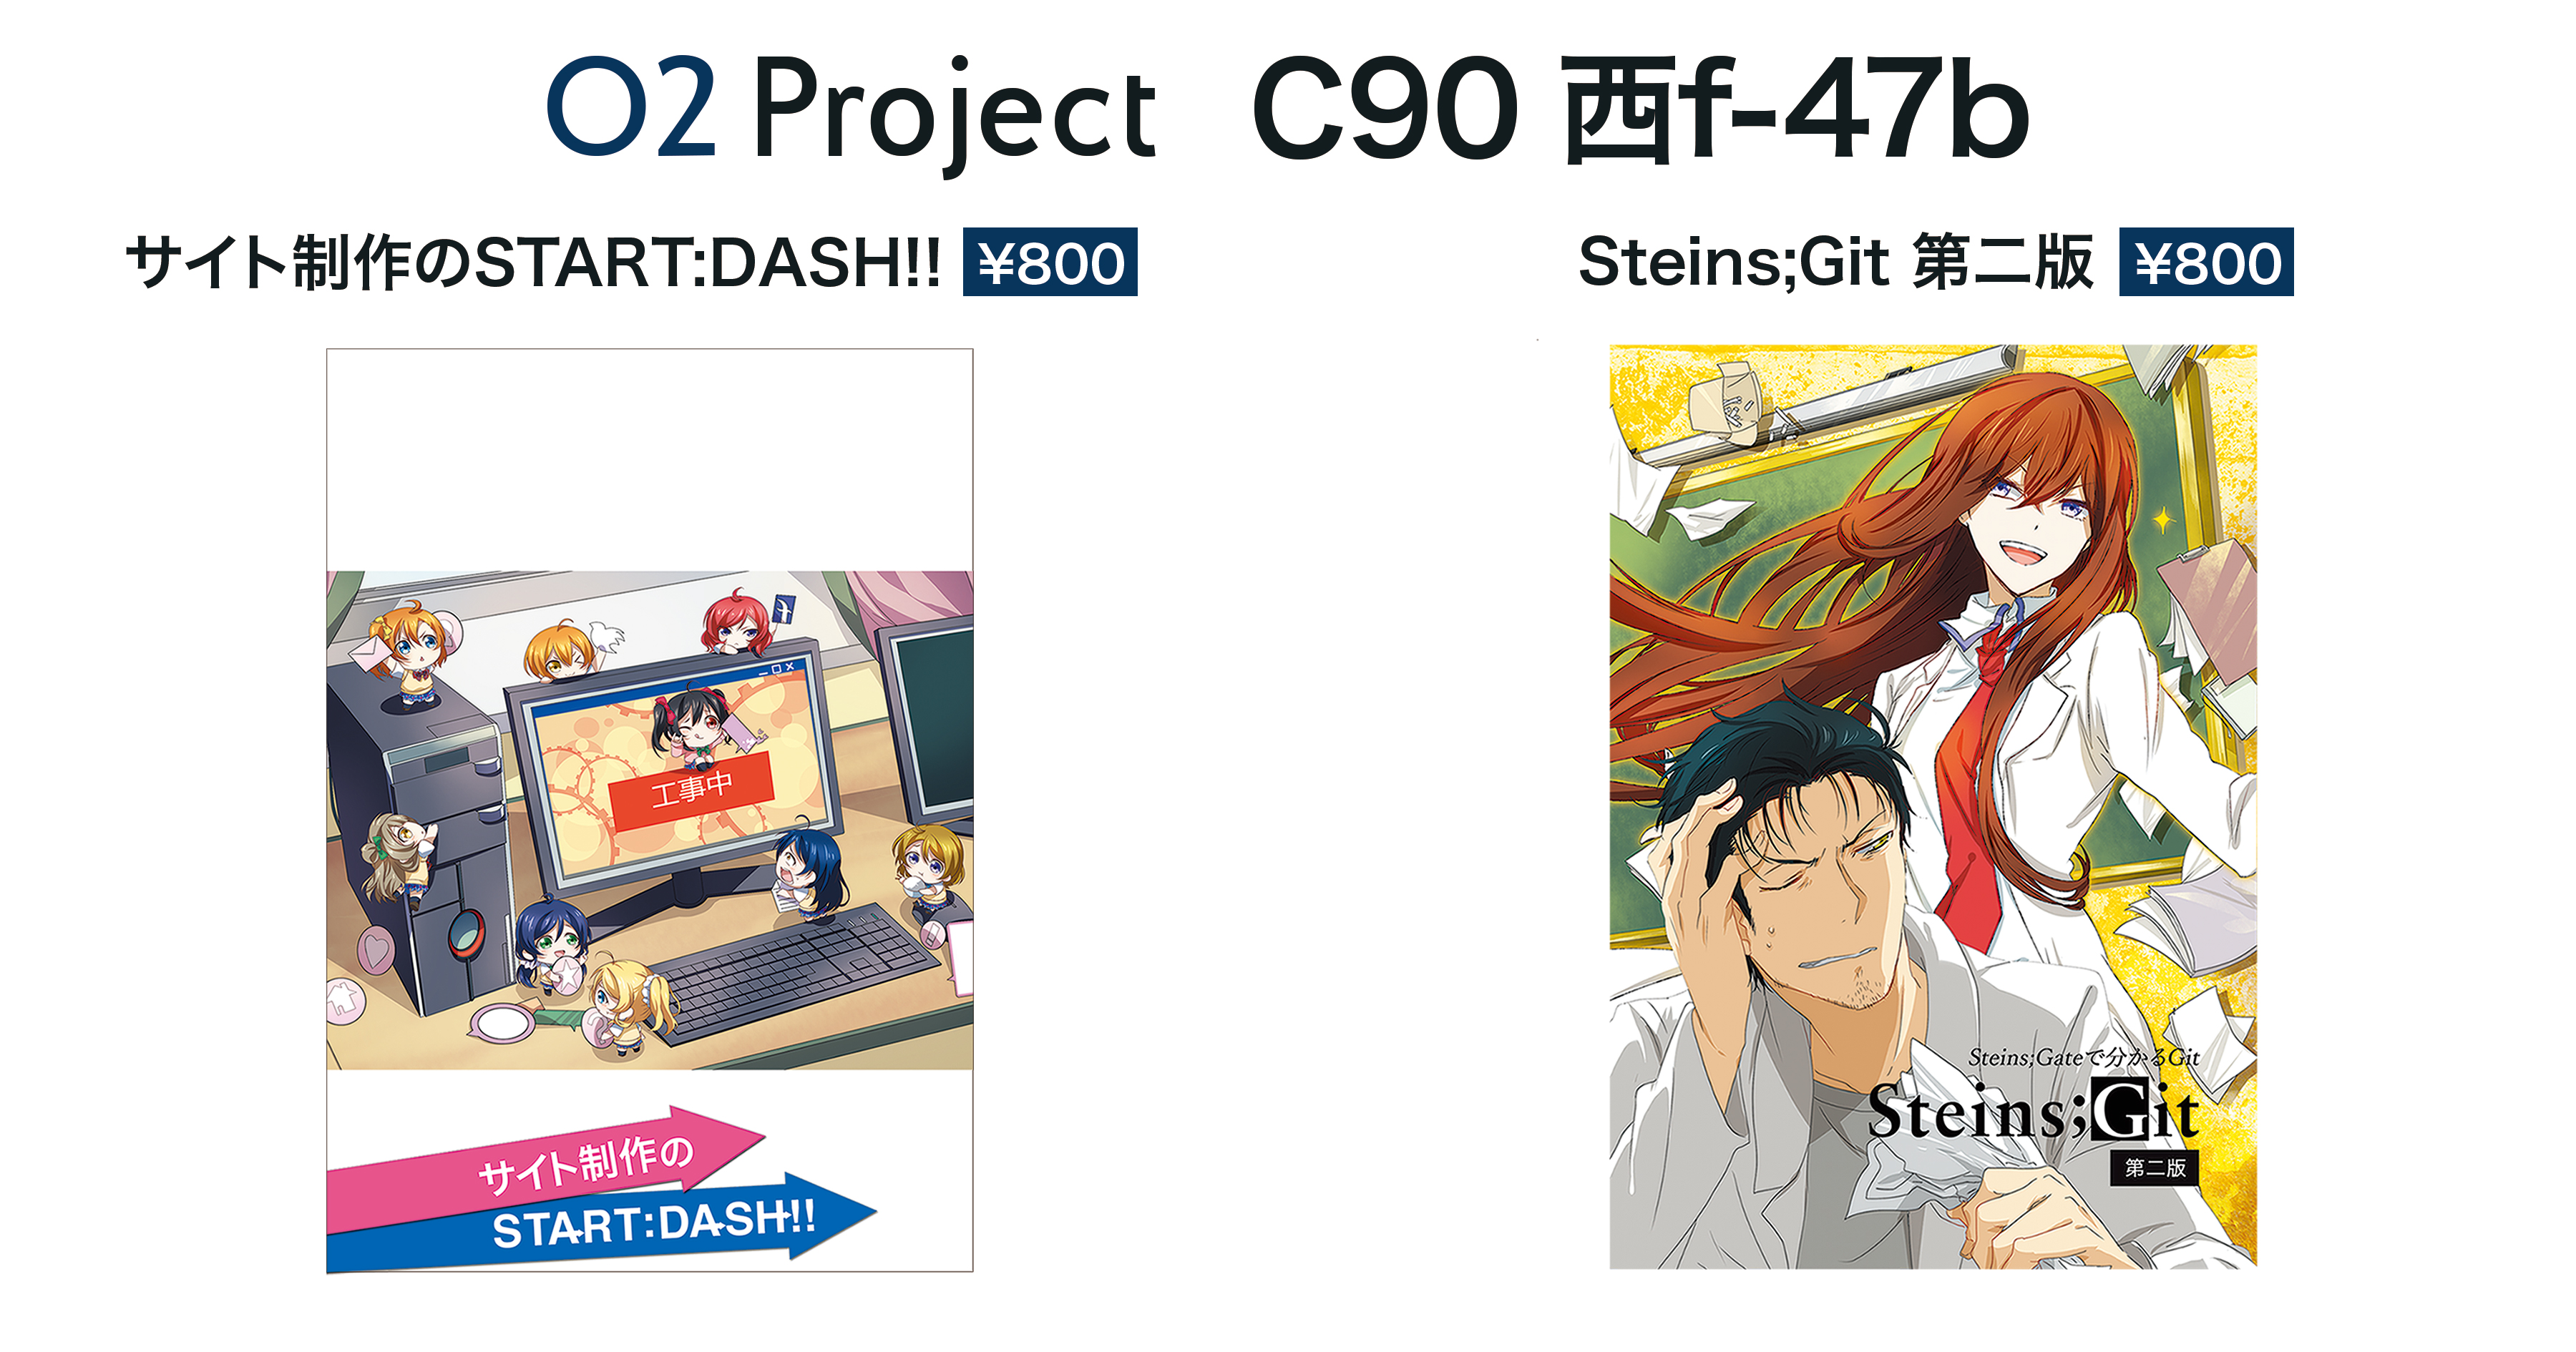 O2 Project C90 西f-47b
サイト制作のSTART:DASH!! ¥800
Steins;Git 第二版 ¥800
工事中
サイト制作の
START:DASH!!
Steins;Gateで分かるGit
Steins;Git
第二版